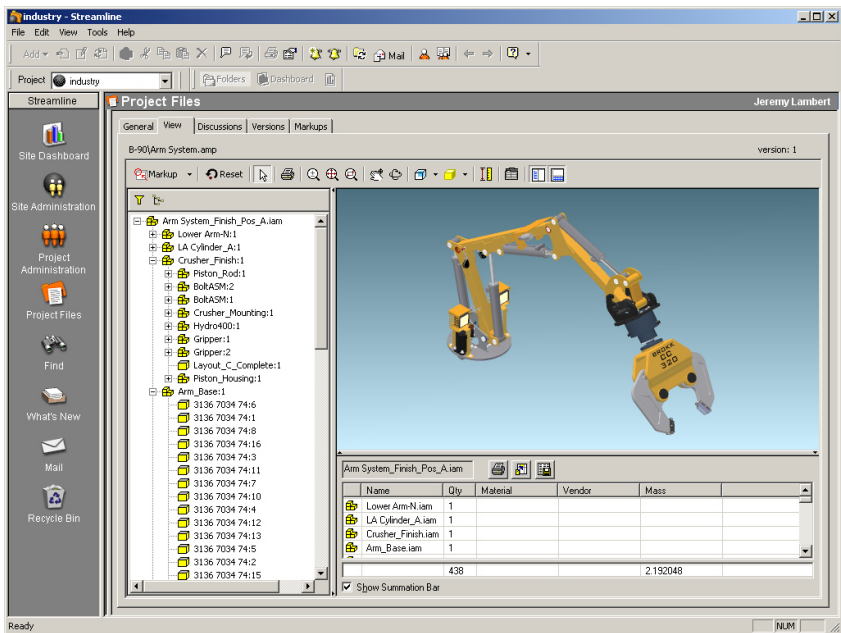 industry - Streamline
File Edit View Tools Help
Add Mail
Project industry Folders Dashboard
Streamline
Project Files Jeremy Lambert
General View Discussions Versions Markups
B-90\Arm System.amp version: 1
Markup Reset
Site Dashboard
Site Administration
Project
Administration
Project Files
Find
What's New
Mail
Recycle Bin
Arm System_Finish_Pos_A.iam
Lower Arm-N:1
LA Cylinder_A:1
Crusher_Finish:1
Piston_Rod:1
BoltASM:2
BoltASM:1
Crusher_Mounting:1
Hydro400:1
Gripper:1
Gripper:2
Layout_C_Complete:1
Piston_Housing:1
Arm_Base:1
3136 7034 74:6
3136 7034 74:1
3136 7034 74:8
3136 7034 74:16
3136 7034 74:3
3136 7034 74:11
3136 7034 74:7
3136 7034 74:10
3136 7034 74:4
3136 7034 74:12
3136 7034 74:13
3136 7034 74:5
3136 7034 74:2
3136 7034 74:15
BROKK
CC
320
Arm System_Finish_Pos_A.iam
Name Qty Material Vendor Mass
Lower Arm-N.iam 1
LA Cylinder_A.iam 1
Crusher_Finish.iam 1
Arm_Base.iam 1
438 2.192048
Show Summation Bar
Ready NUM